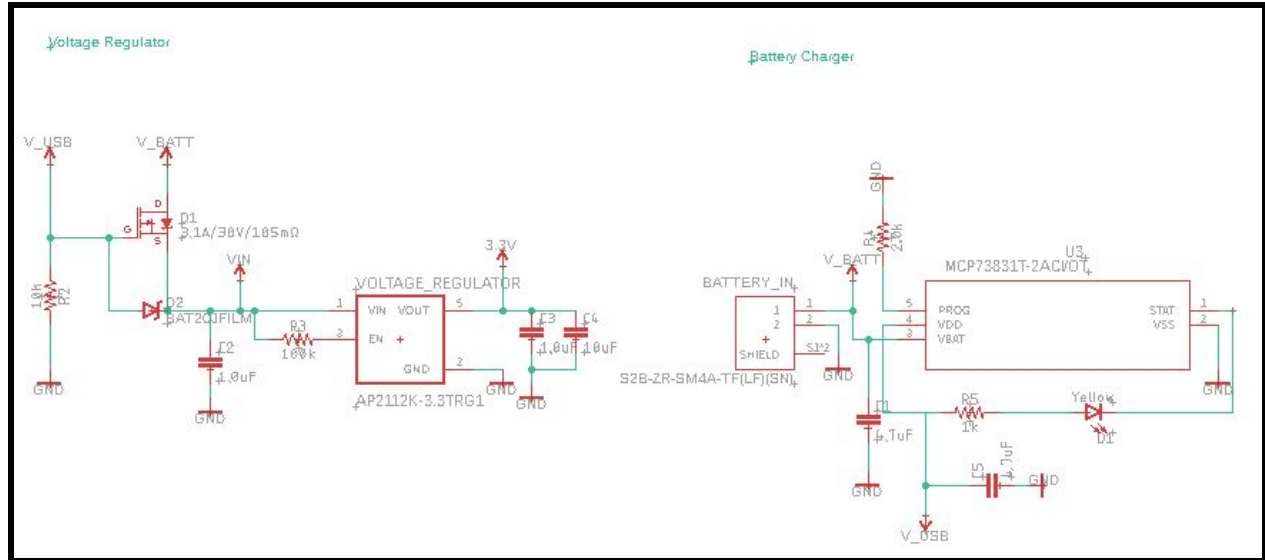 Voltage Regulator
Battery Charger
V_USB
V_BATT
D
G
S
3.1A/30V/105mΩ
10k
R2
D2
VIN
R3
100k
C2
1.0uF
GND
GND
VOLTAGE_REGULATOR
1
VIN
VOUT
5
3
EN
GND
2
AP2112K-3.3TRG1
3.3V
C3
1.0uF
C4
10uF
GND
GND
GND
2.0k
V_BATT
BATTERY_IN
1
2
SHIELD
1
2
S1^2
S2B-ZR-SM4A-TF(LF)(SN)
GND
U3
MCP73831T-2ACI/OT
5
PROG
4
VDD
3
VBAT
STAT
1
VSS
2
GND
GND
R5
1k
Yellow
D1
C5
GND
V_USB